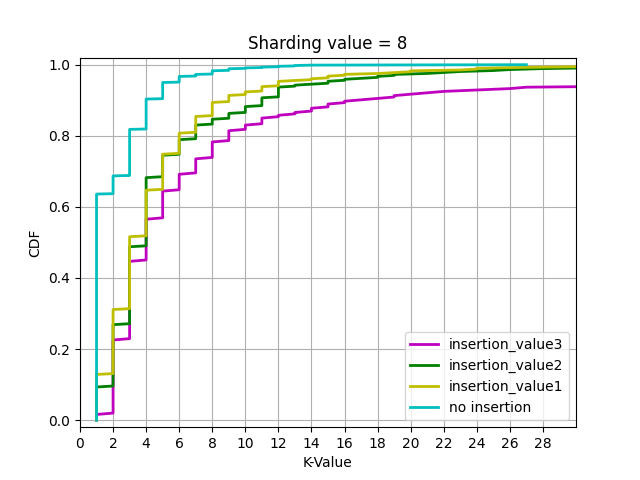 Sharding value = 8
1.0
0.8
0.6
0.4
0.2
0.0
CDF
insertion_value3
insertion_value2
insertion_value1
no insertion
0 2 4 6 8 10 12 14 16 18 20 22 24 26 28
K-Value